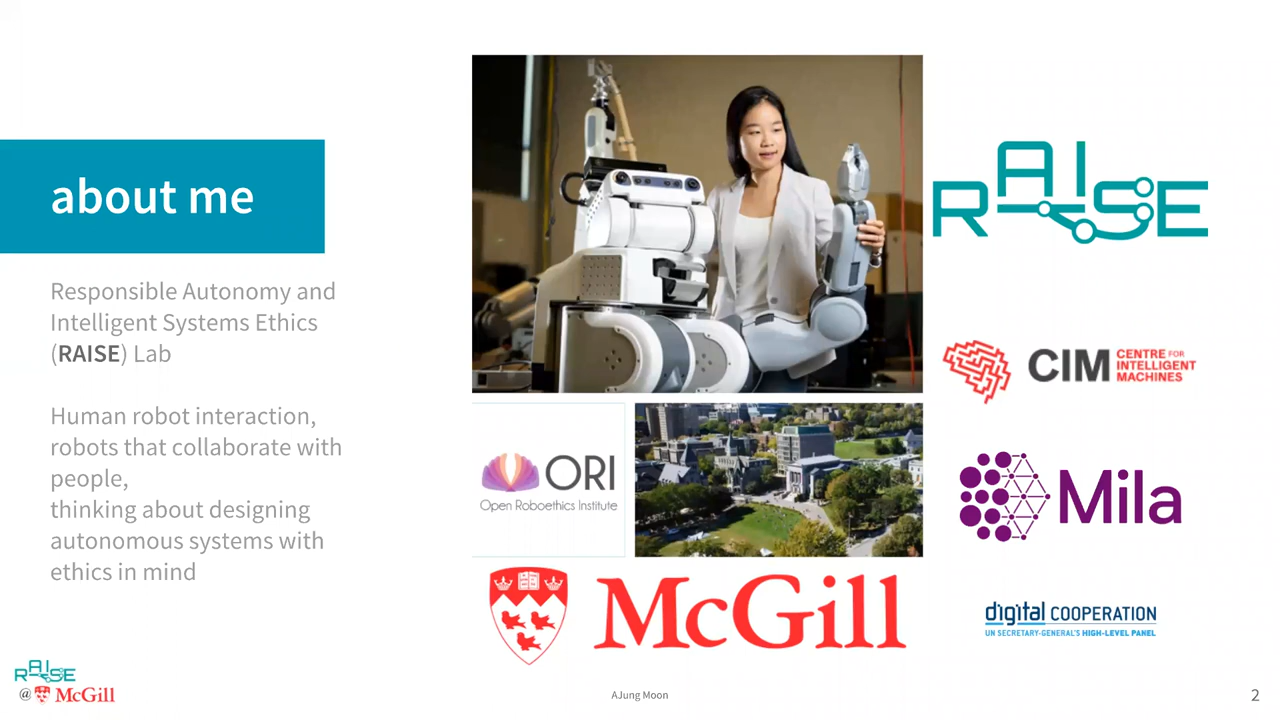 about me
Responsible Autonomy and
Intelligent Systems Ethics
(RAISE) Lab
Human robot interaction,
robots that collaborate with
people,
thinking about designing
autonomous systems with
ethics in mind
RAISE
CIM
CENTRE FOR
INTELLIGENT
MACHINES
ORI
Open Roboethics Institute
Mila
McGill
digital COOPERATION
UN SECRETARY-GENERAL'S HIGH-LEVEL PANEL
RAISE
@ McGill
AJung Moon
2